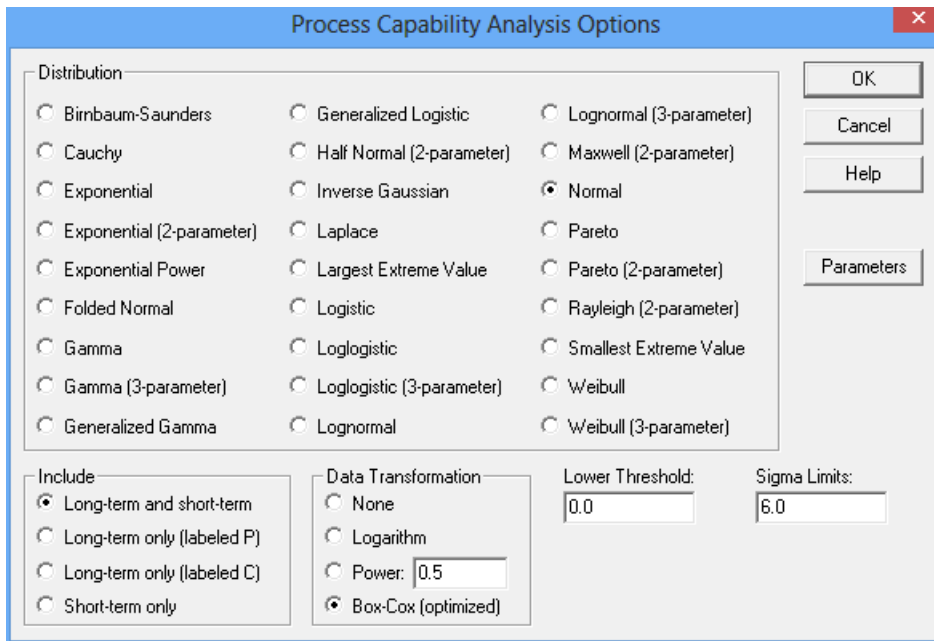 Process Capability Analysis Options
Distribution
Birnbaum-Saunders
Cauchy
Exponential
Exponential (2-parameter)
Exponential Power
Folded Normal
Gamma
Gamma (3-parameter)
Generalized Gamma
Generalized Logistic
Half Normal (2-parameter)
Inverse Gaussian
Laplace
Largest Extreme Value
Logistic
Loglogistic
Loglogistic (3-parameter)
Lognormal
Lognormal (3-parameter)
Maxwell (2-parameter)
Normal
Pareto
Pareto (2-parameter)
Rayleigh (2-parameter)
Smallest Extreme Value
Weibull
Weibull (3-parameter)
OK
Cancel
Help
Parameters
Include
Long-term and short-term
Long-term only (labeled P)
Long-term only (labeled C)
Short-term only
Data Transformation
None
Logarithm
Power: 0.5
Box-Cox (optimized)
Lower Threshold:
0.0
Sigma Limits:
6.0